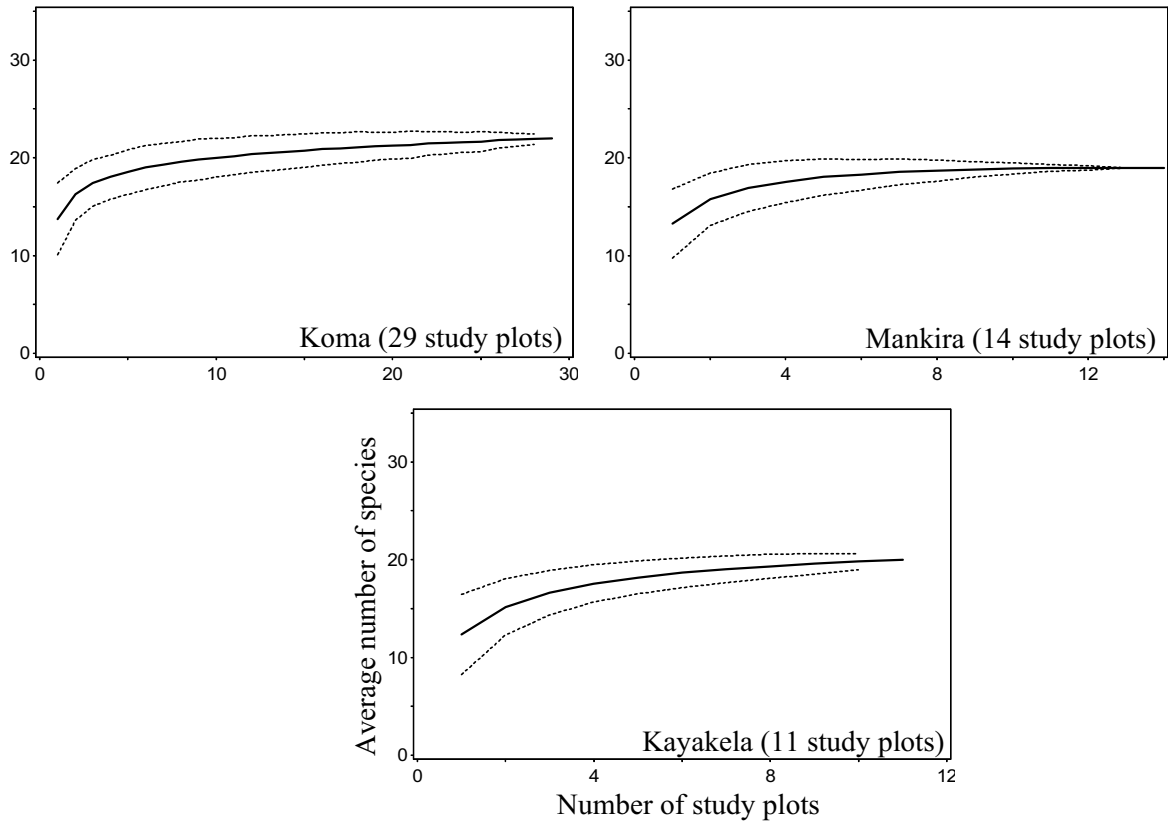 30
20
10
0
Koma (29 study plots)
0 10 20 30
30
20
10
0
Mankira (14 study plots)
0 4 8 12
Average number of species
30
20
10
0
Kayakela (11 study plots)
0 4 8 12
Number of study plots